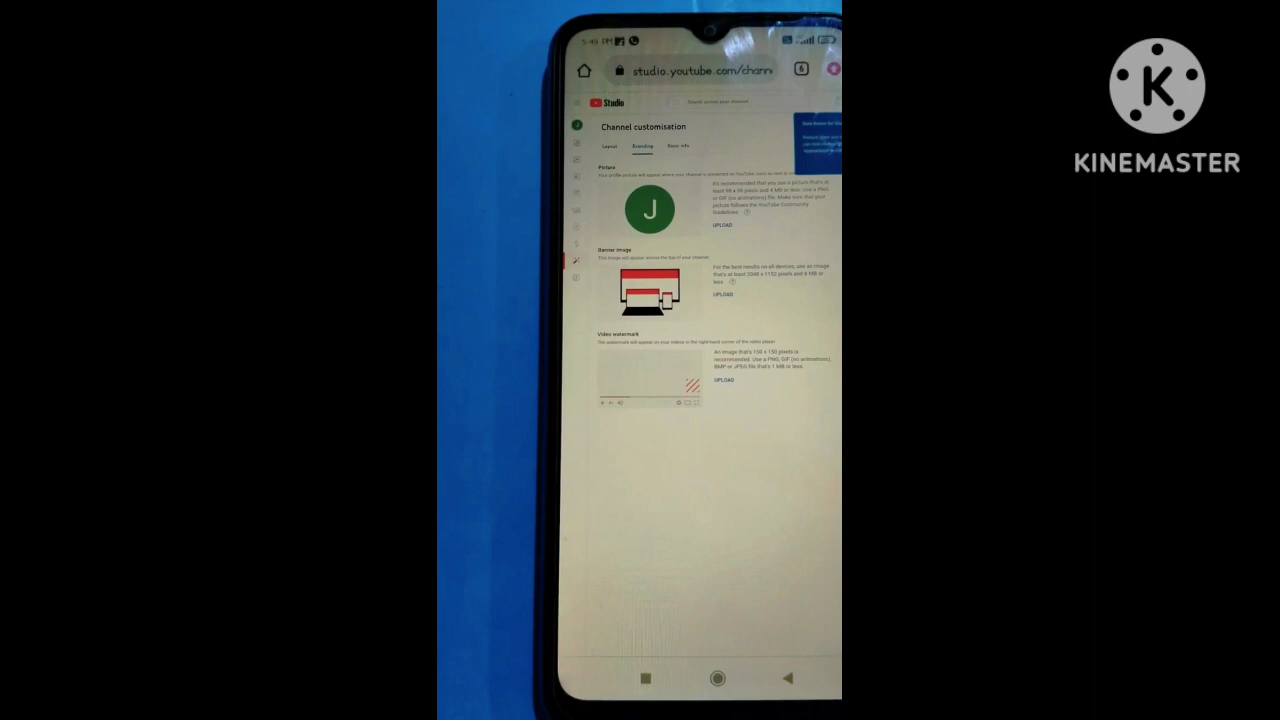 5:49 PM
studio.youtube.com/chann
6
Studio
Search across your channel
J
Channel customisation
Layout Branding Basic info
Picture
Your profile picture will appear where your channel is presented on YouTube, such as next to
J
It's recommended that you use a picture that's at
least 98 x 98 pixels and 4 MB or less. Use a PNG
or GIF (no animations) file. Make sure that your
picture follows the YouTube Community
Guidelines. ?
UPLOAD
Banner image
This image will appear across the top of your channel
For the best results on all devices, use an image
that's at least 2048 x 1152 pixels and 6 MB or
less. ?
UPLOAD
Video watermark
The watermark will appear on your videos in the right-hand corner of the video player
An image that's 150 x 150 pixels is
recommended. Use a PNG, GIF (no animations),
BMP or JPEG file that's 1 MB or less.
UPLOAD
K
KINEMASTER